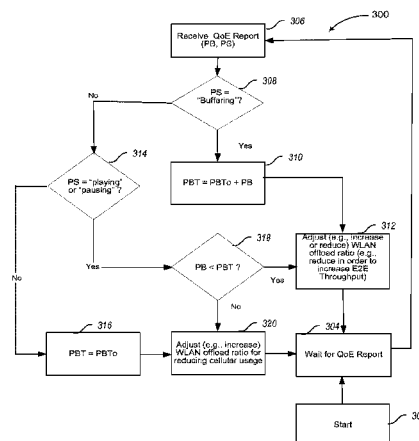 300
306
Receive QoE Report
(PB, PS)
308
PS =
"Buffering"?
No
Yes
314
PS = "playing"
or "pausing" ?
310
PBT = PBTo + PB
312
Adjust (e.g., increase
or reduce) WLAN
offload ratio (e.g.,
reduce in order to
increase E2E
Throughput)
318
PB < PBT ?
Yes
Yes
No
No
316
PBT = PBTo
320
Adjust (e.g., increase)
WLAN offload ratio for
reducing cellular usage
304
Wait for QoE Report
Start